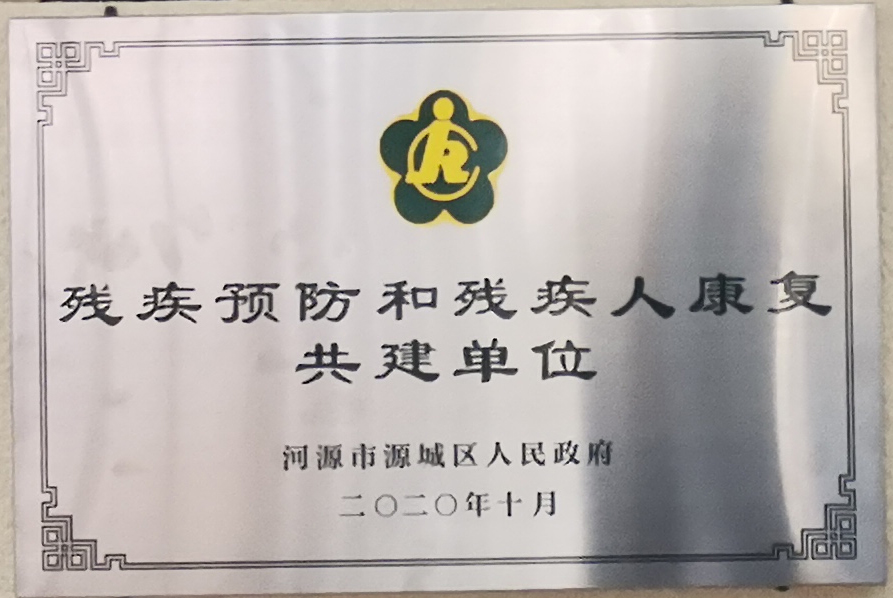 残疾预防和残疾人康复
共建单位
河源市源城区人民政府
二〇二〇年十月